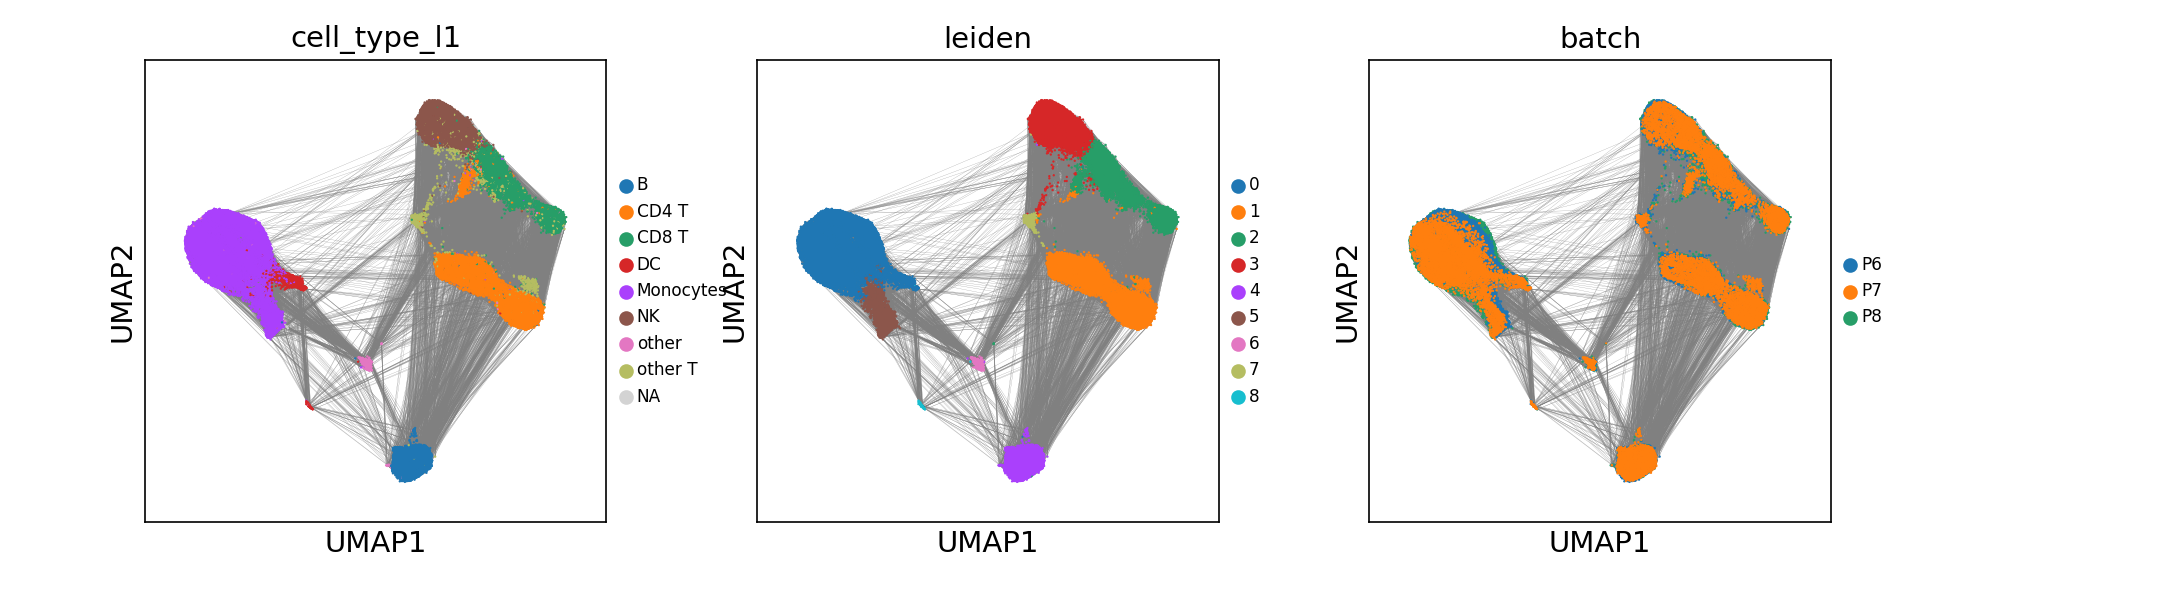 cell_type_l1
UMAP2
UMAP1
B
CD4 T
CD8 T
DC
Monocytes
NK
other
other T
NA
leiden
UMAP2
UMAP1
0
1
2
3
4
5
6
7
8
batch
UMAP2
UMAP1
P6
P7
P8